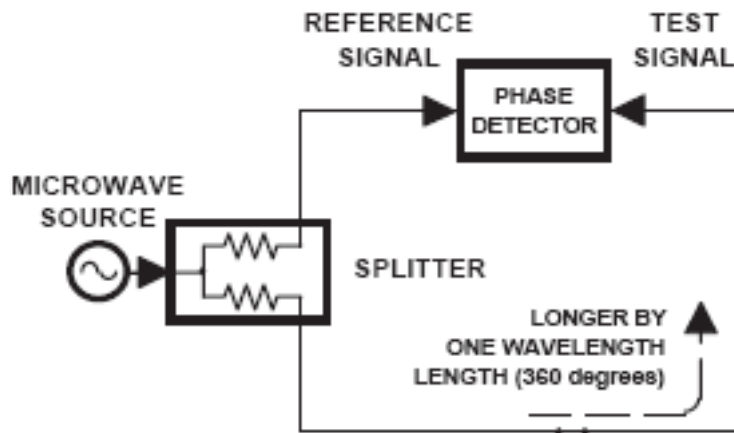 REFERENCE
SIGNAL
TEST
SIGNAL
PHASE
DETECTOR
MICROWAVE
SOURCE
SPLITTER
LONGER BY
ONE WAVELENGTH
LENGTH (360 degrees)